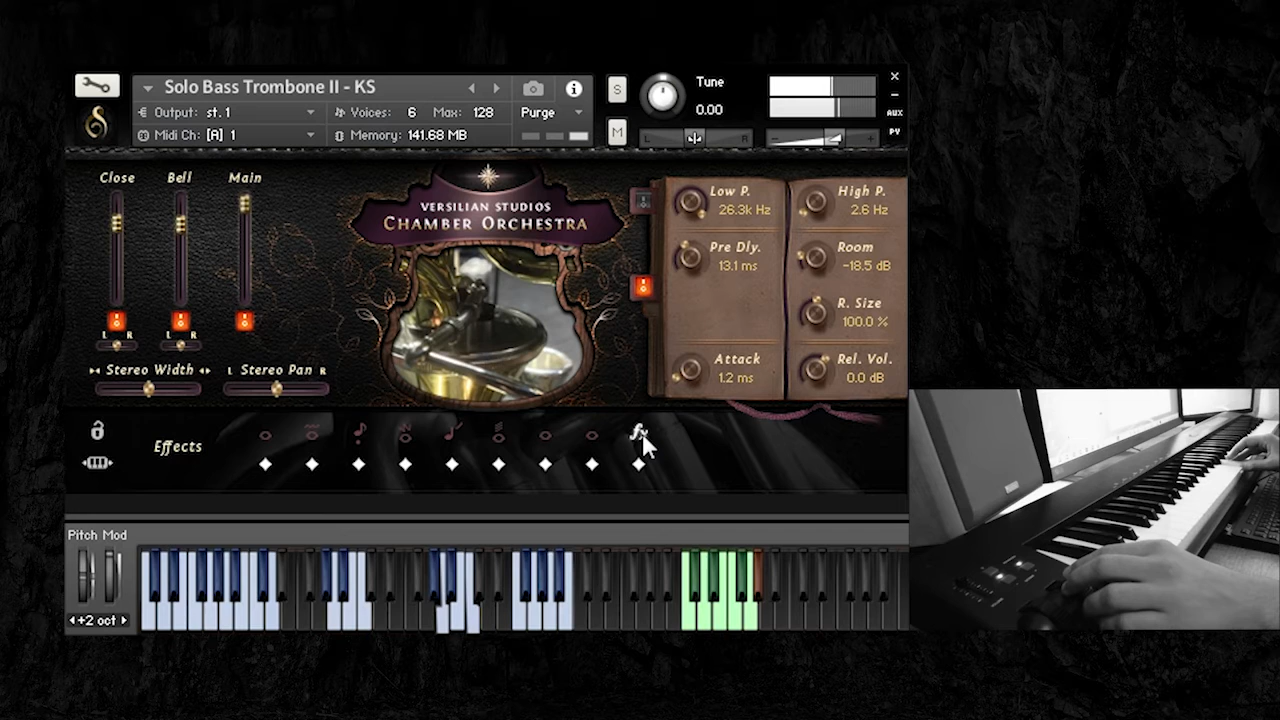 Solo Bass Trombone II - KS
Output: st. 1
Voices: 6 Max: 128
Purge
Midi Ch: [A] 1
Memory: 141.68 MB
S
M
Tune
0.00
L R
AUX
PV
Close Bell Main
L R L R
Stereo Width
L Stereo Pan R
VERSILIAN STUDIOS
CHAMBER ORCHESTRA
Low P.
26.3k Hz
High P.
2.6 Hz
Pre Dly.
13.1 ms
Room
-18.5 dB
R. Size
100.0 %
Attack
1.2 ms
Rel. Vol.
0.0 dB
Effects
Pitch Mod
+2 oct